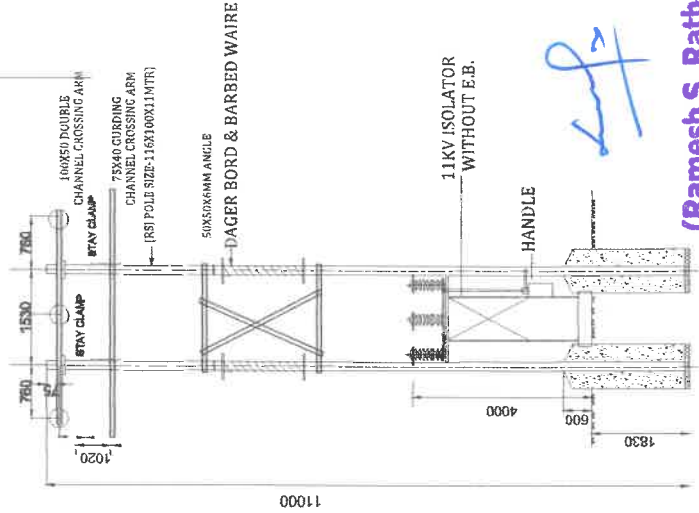 760
1530
760
100X50 DOUBLE
CHANNEL CROSSING ARM
STAY CLAMP
STAY CLAMP
75X40 GURDING
CHANNEL CROSSING ARM
[RSJ POLE SIZE-116X100X11MTR]
1020
50X50X6MM ANGLE
DAGER BORD & BARBED WAIRE
11KV ISOLATOR
WITHOUT E.B.
HANDLE
4000
600
1830
11000
(Ramesh S. Rath